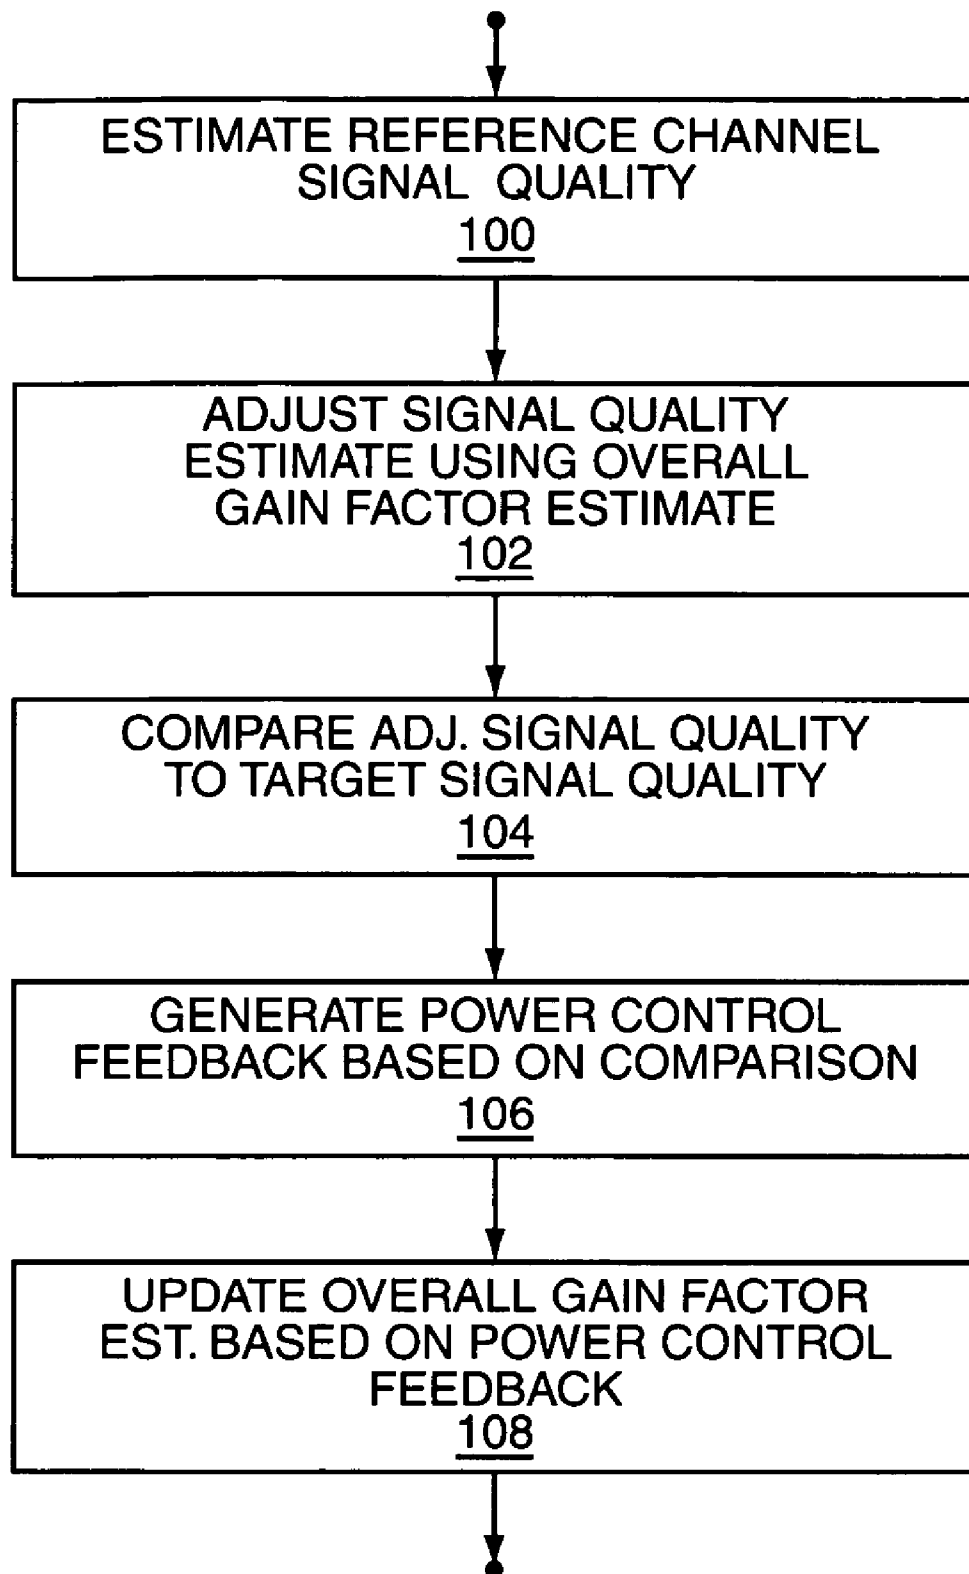 ESTIMATE REFERENCE CHANNEL
SIGNAL QUALITY
100
ADJUST SIGNAL QUALITY
ESTIMATE USING OVERALL
GAIN FACTOR ESTIMATE
102
COMPARE ADJ. SIGNAL QUALITY
TO TARGET SIGNAL QUALITY
104
GENERATE POWER CONTROL
FEEDBACK BASED ON COMPARISON
106
UPDATE OVERALL GAIN FACTOR
EST. BASED ON POWER CONTROL
FEEDBACK
108